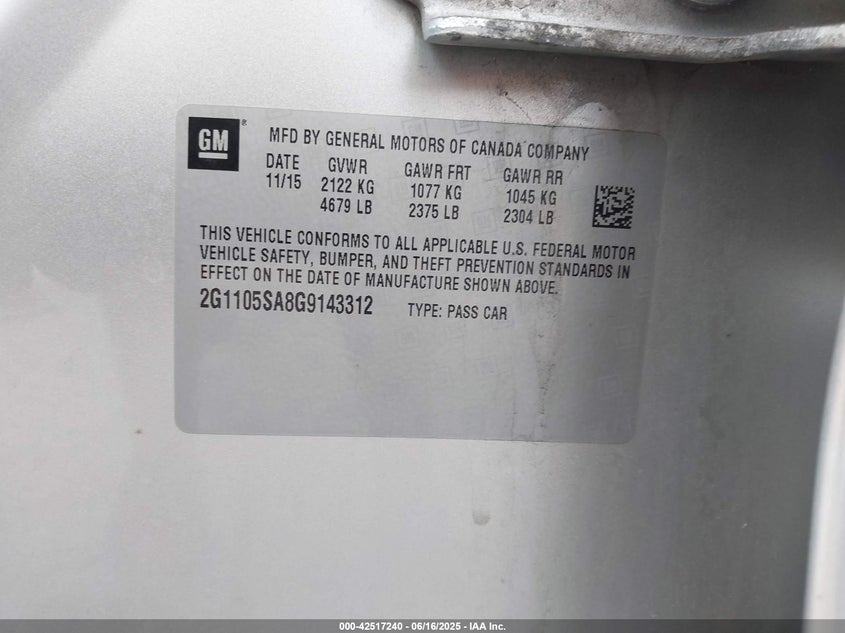 GM ®
MFD BY GENERAL MOTORS OF CANADA COMPANY
DATE GVWR GAWR FRT GAWR RR
11/15 2122 KG 1077 KG 1045 KG
4679 LB 2375 LB 2304 LB
THIS VEHICLE CONFORMS TO ALL APPLICABLE U.S. FEDERAL MOTOR
VEHICLE SAFETY, BUMPER, AND THEFT PREVENTION STANDARDS IN
EFFECT ON THE DATE OF MANUFACTURE SHOWN ABOVE.
2G1105SA8G9143312 TYPE: PASS CAR
000-42517240 - 06/16/2025 - IAA Inc.